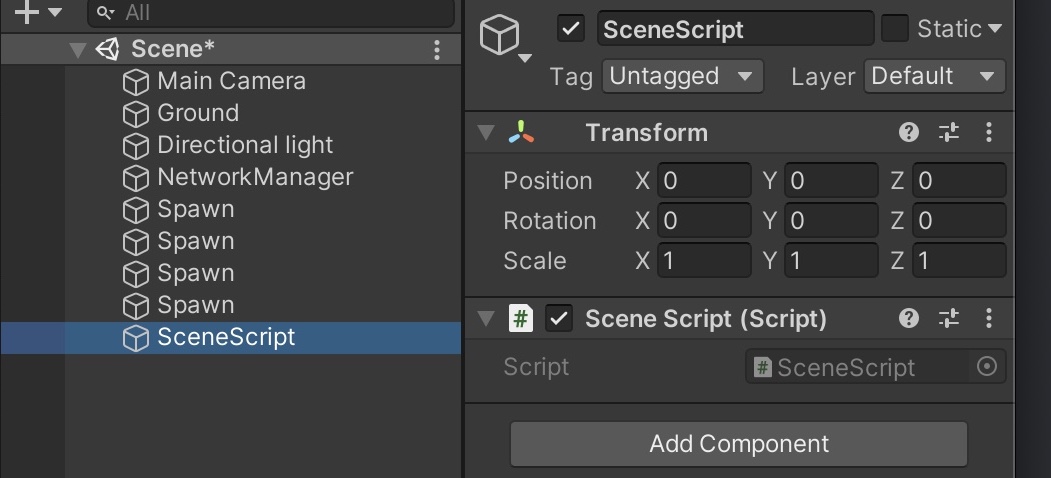 All
Scene*
Main Camera
Ground
Directional light
NetworkManager
Spawn
Spawn
Spawn
Spawn
SceneScript
SceneScript Static
Tag Untagged Layer Default
Transform
Position X 0 Y 0 Z 0
Rotation X 0 Y 0 Z 0
Scale X 1 Y 1 Z 1
# Scene Script (Script)
Script # SceneScript
Add Component